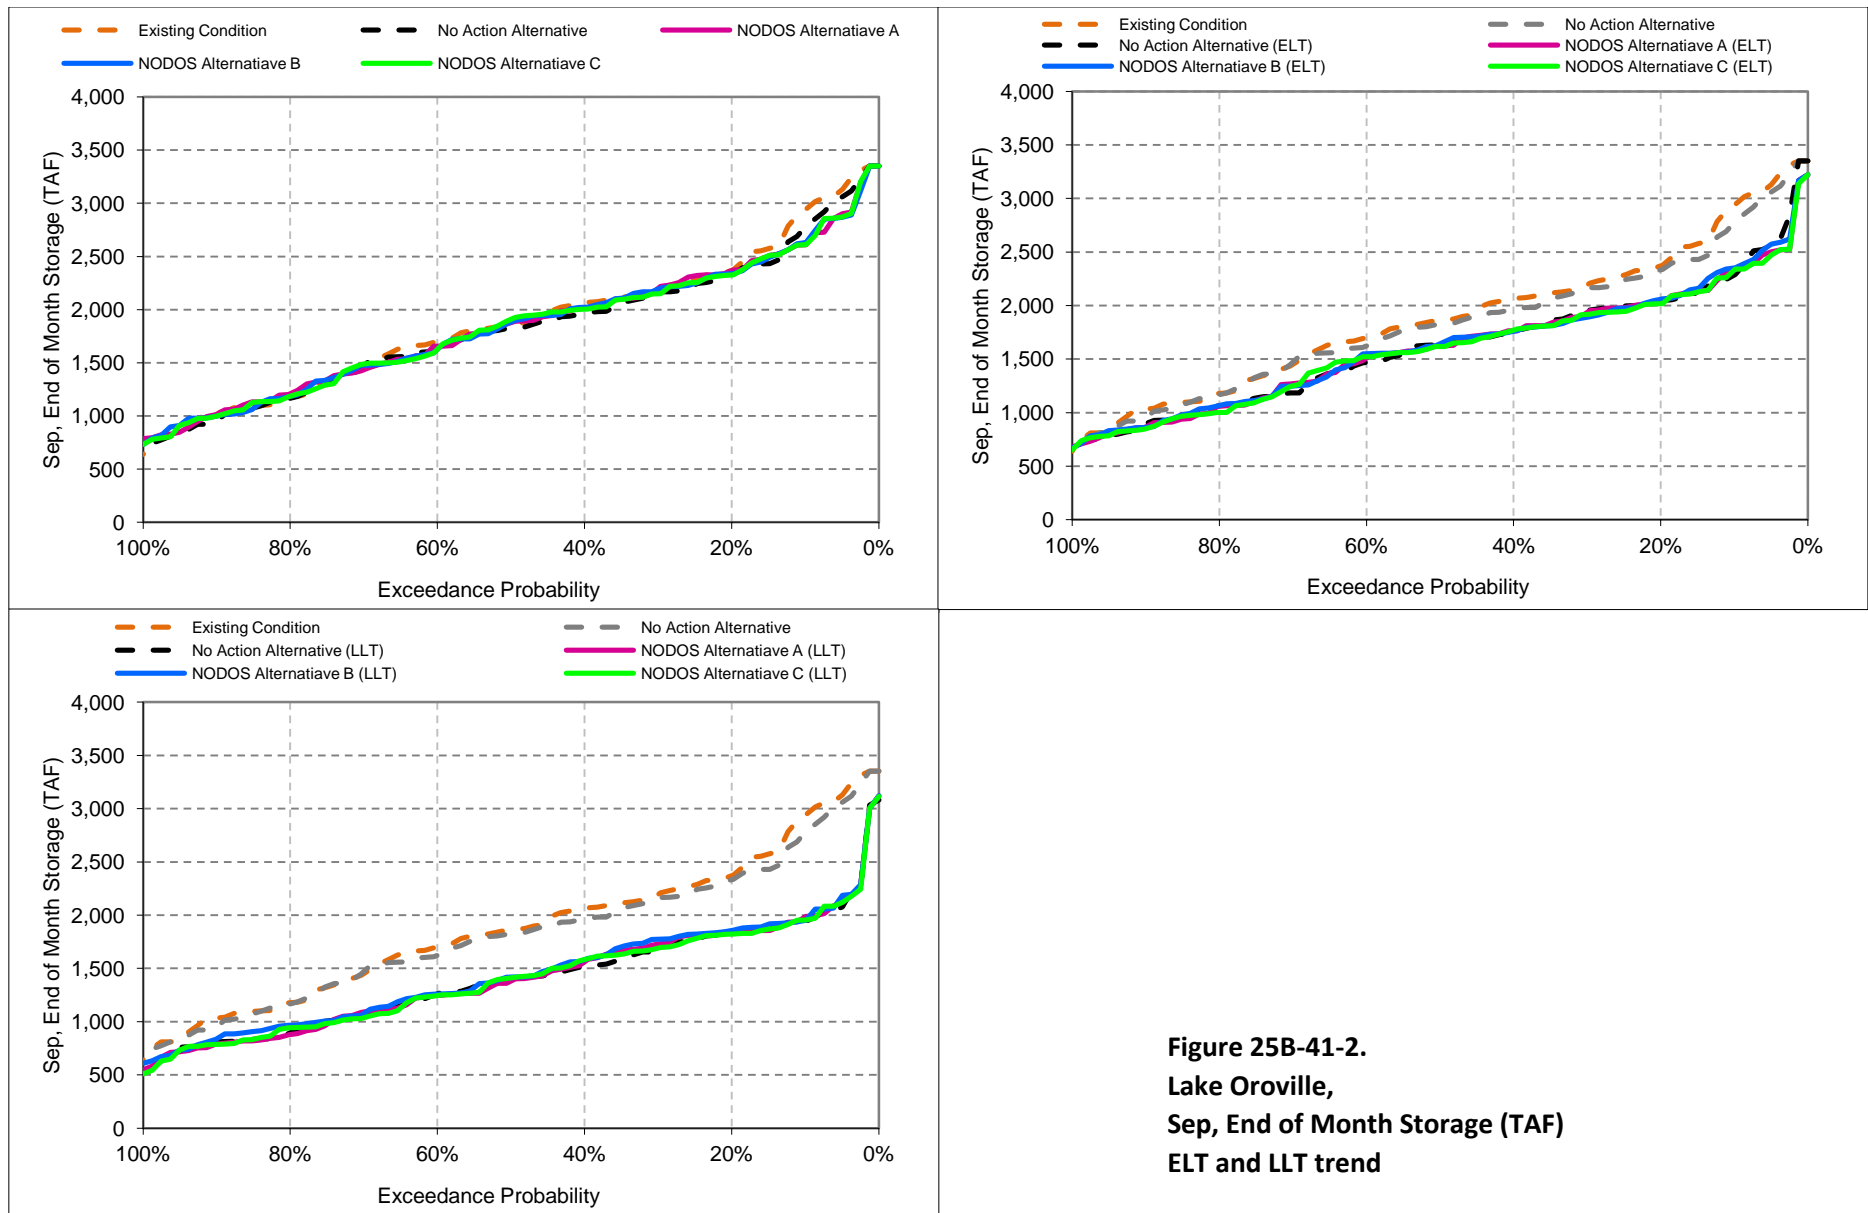 Existing Condition
No Action Alternative
NODOS Alternatiave A
NODOS Alternatiave B
NODOS Alternatiave C
Sep, End of Month Storage (TAF)
4,000
3,500
3,000
2,500
2,000
1,500
1,000
500
0
100% 80% 60% 40% 20% 0%
Exceedance Probability
Existing Condition
No Action Alternative
No Action Alternative (ELT)
NODOS Alternatiave A (ELT)
NODOS Alternatiave B (ELT)
NODOS Alternatiave C (ELT)
Sep, End of Month Storage (TAF)
4,000
3,500
3,000
2,500
2,000
1,500
1,000
500
0
100% 80% 60% 40% 20% 0%
Exceedance Probability
Existing Condition
No Action Alternative
No Action Alternative (LLT)
NODOS Alternatiave A (LLT)
NODOS Alternatiave B (LLT)
NODOS Alternatiave C (LLT)
Sep, End of Month Storage (TAF)
4,000
3,500
3,000
2,500
2,000
1,500
1,000
500
0
100% 80% 60% 40% 20% 0%
Exceedance Probability
Figure 25B-41-2.
Lake Oroville,
Sep, End of Month Storage (TAF)
ELT and LLT trend